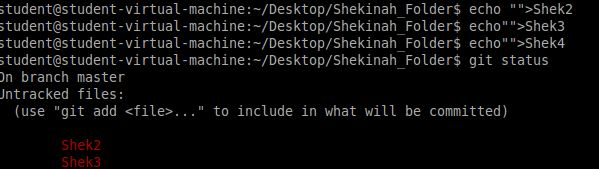 student@student-virtual-machine:~/Desktop/Shekinah_Folder$ echo "">Shek2
student@student-virtual-machine:~/Desktop/Shekinah_Folder$ echo"">Shek3
student@student-virtual-machine:~/Desktop/Shekinah_Folder$ echo"">Shek4
student@student-virtual-machine:~/Desktop/Shekinah_Folder$ git status
On branch master
Untracked files:
(use "git add <file>..." to include in what will be committed)
Shek2
Shek3